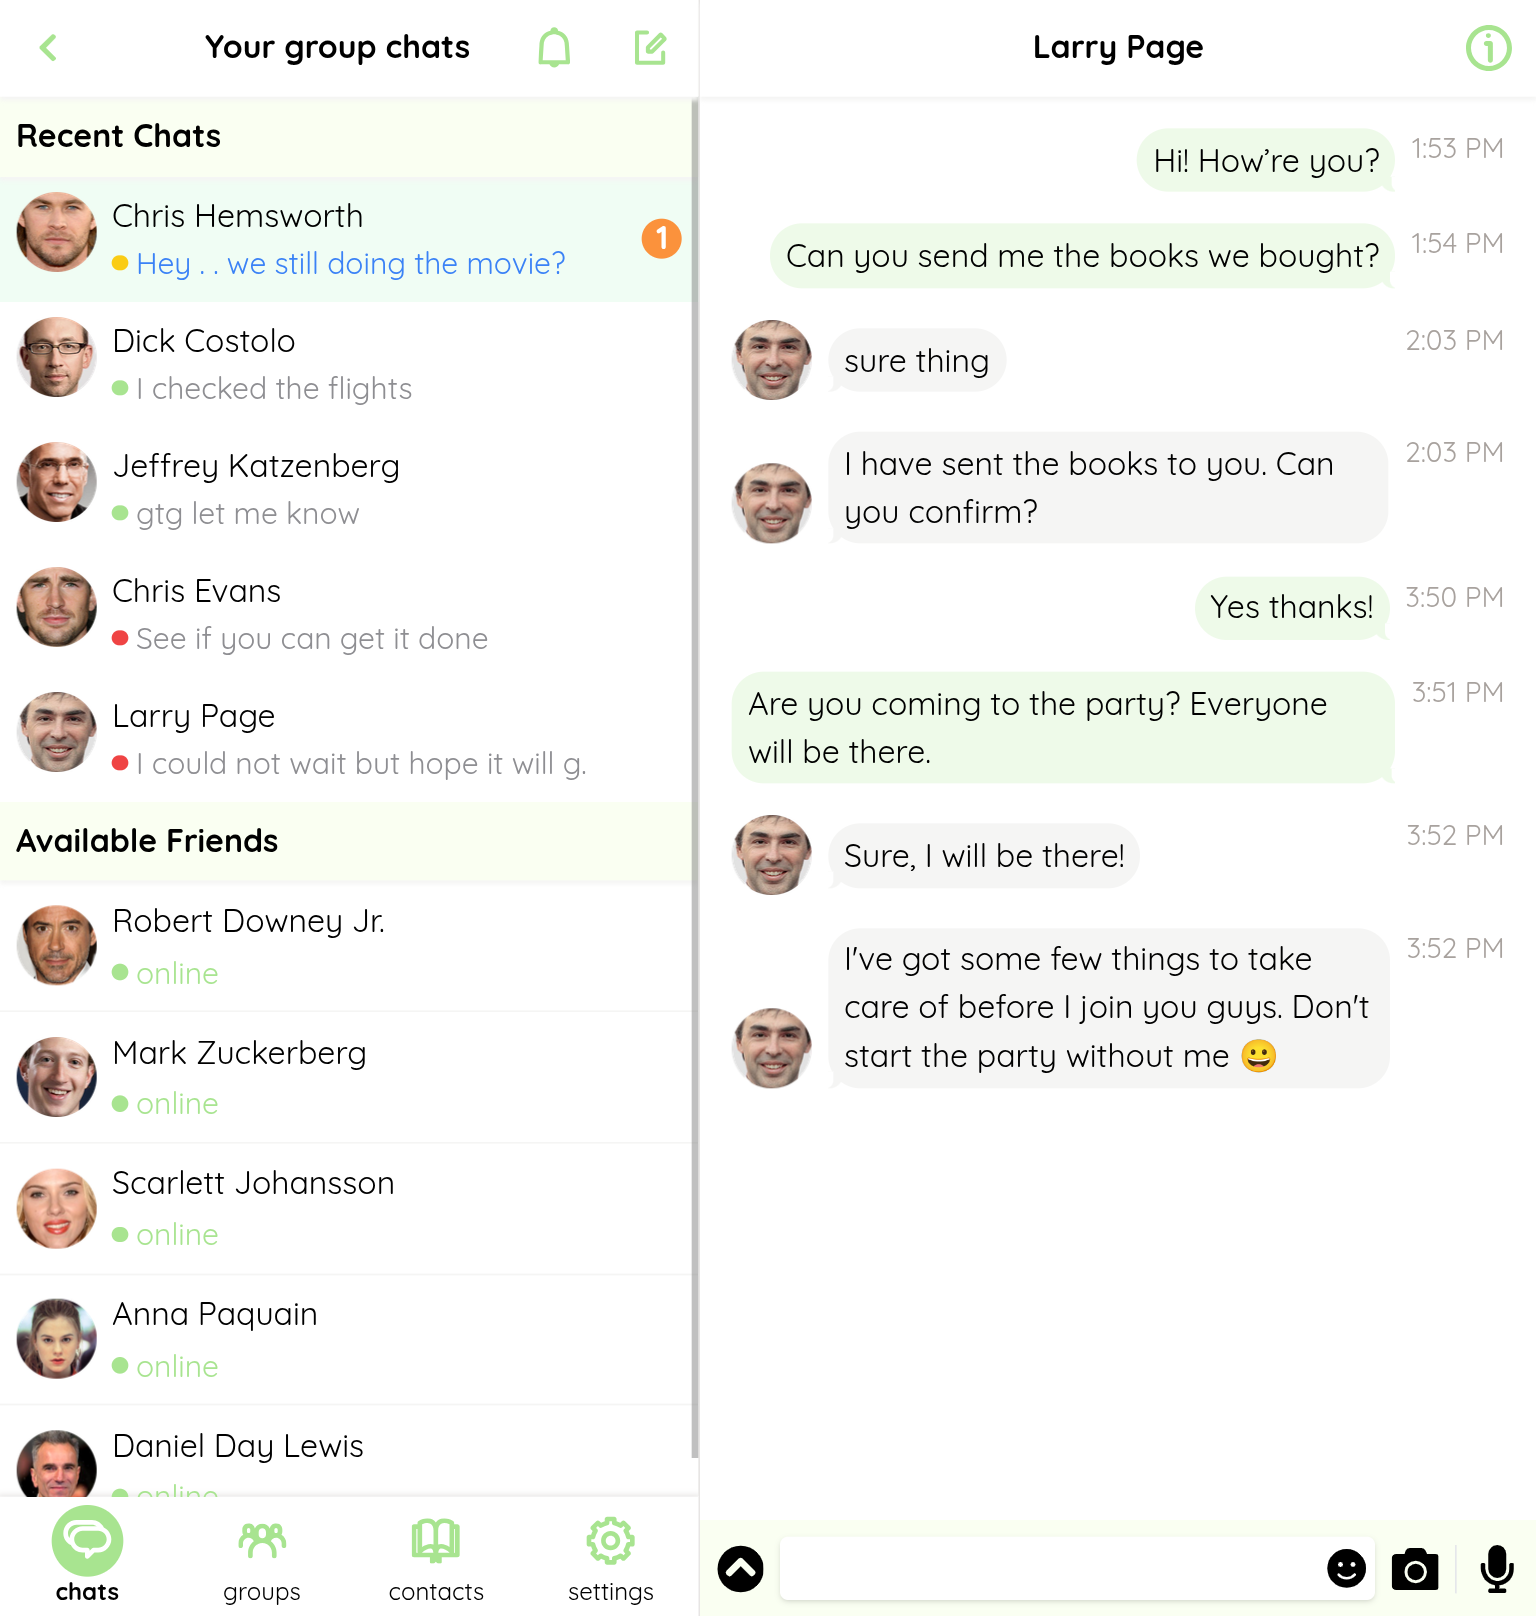 Your group chats
Recent Chats
Chris Hemsworth
1
Hey . . we still doing the movie?
Dick Costolo
I checked the flights
Jeffrey Katzenberg
gtg let me know
Chris Evans
See if you can get it done
Larry Page
I could not wait but hope it will g.
Available Friends
Robert Downey Jr.
online
Mark Zuckerberg
online
Scarlett Johansson
online
Anna Paquain
online
Daniel Day Lewis
online
chats
groups
contacts
settings
Larry Page
Hi! How’re you?
1:53 PM
Can you send me the books we bought?
1:54 PM
sure thing
2:03 PM
I have sent the books to you. Can
you confirm?
2:03 PM
Yes thanks!
3:50 PM
Are you coming to the party? Everyone
will be there.
3:51 PM
Sure, I will be there!
3:52 PM
I've got some few things to take
care of before I join you guys. Don't
start the party without me 😀
3:52 PM